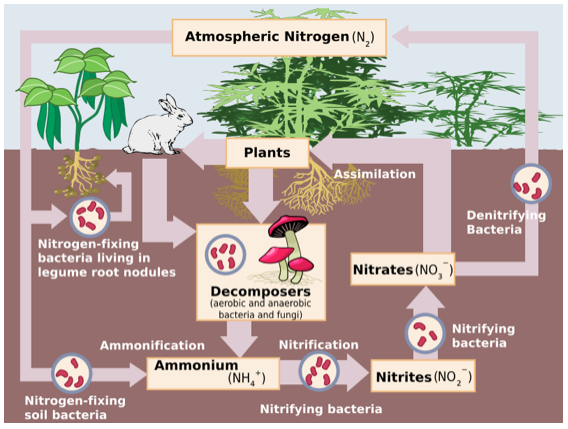 Atmospheric Nitrogen (N₂)
Plants
Assimilation
Denitrifying
Bacteria
Nitrogen-fixing
bacteria living in
legume root nodules
Decomposers
(aerobic and anaerobic
bacteria and fungi)
Nitrates (NO₃⁻)
Ammonification
Nitrification
Nitrifying
bacteria
Ammonium
(NH₄⁺)
Nitrites (NO₂⁻)
Nitrogen-fixing
soil bacteria
Nitrifying bacteria